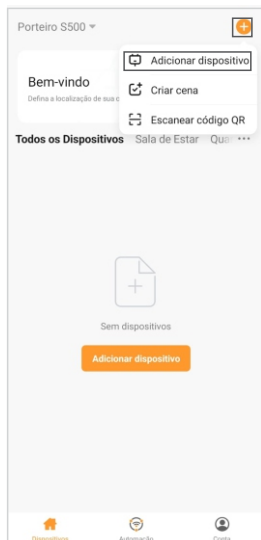 Porteiro S500
Adicionar dispositivo
Criar cena
Escanear código QR
Bem-vindo
Defina a localização de sua c
Todos os Dispositivos Sala de Estar Qua
Sem dispositivos
Adicionar dispositivo
Dispositivos Automação Conta